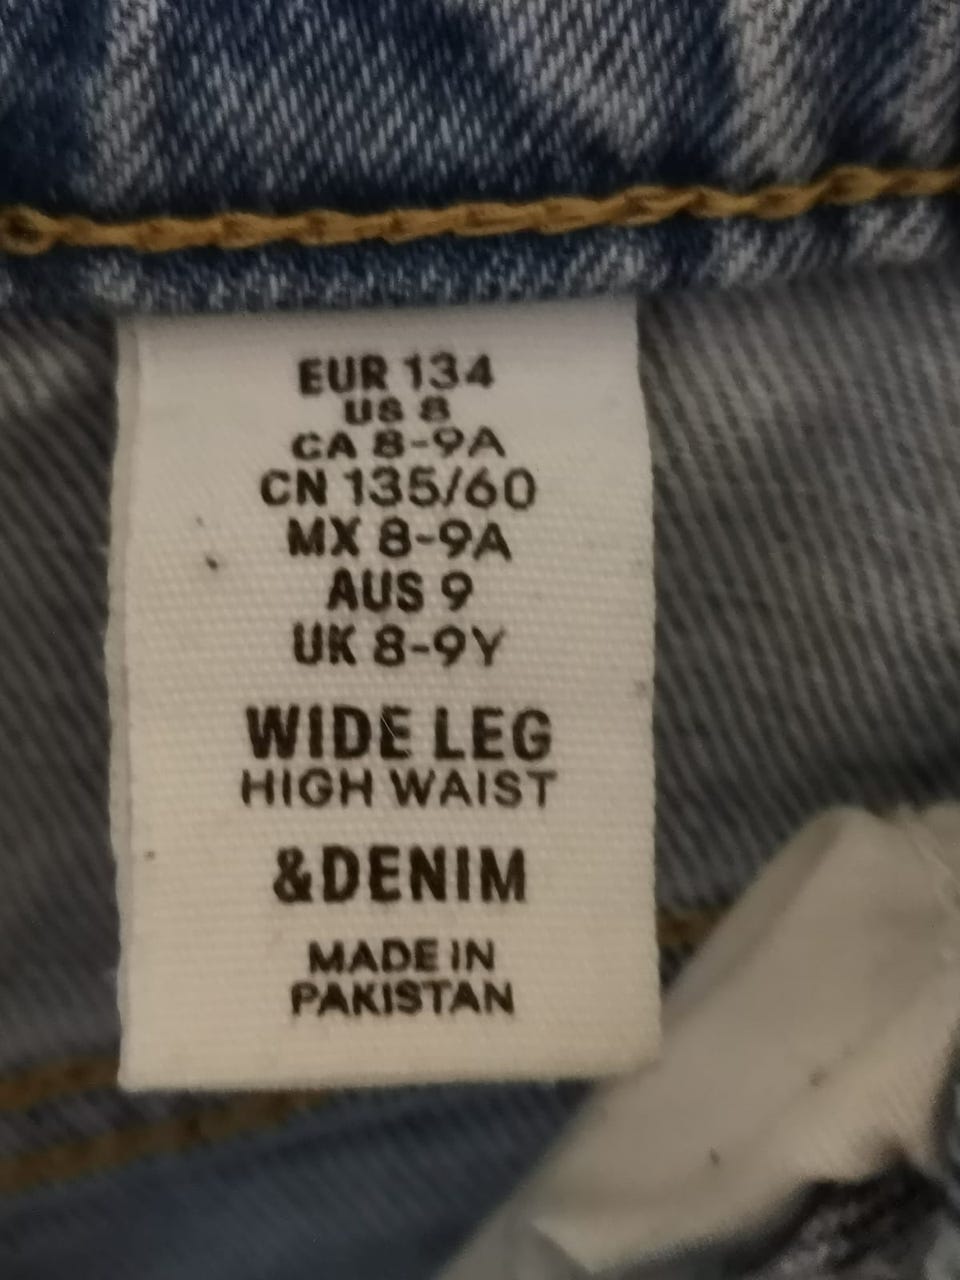 EUR 134
US 8
CA 8-9A
CN 135/60
MX 8-9A
AUS 9
UK 8-9Y
WIDE LEG
HIGH WAIST
&DENIM
MADE IN
PAKISTAN